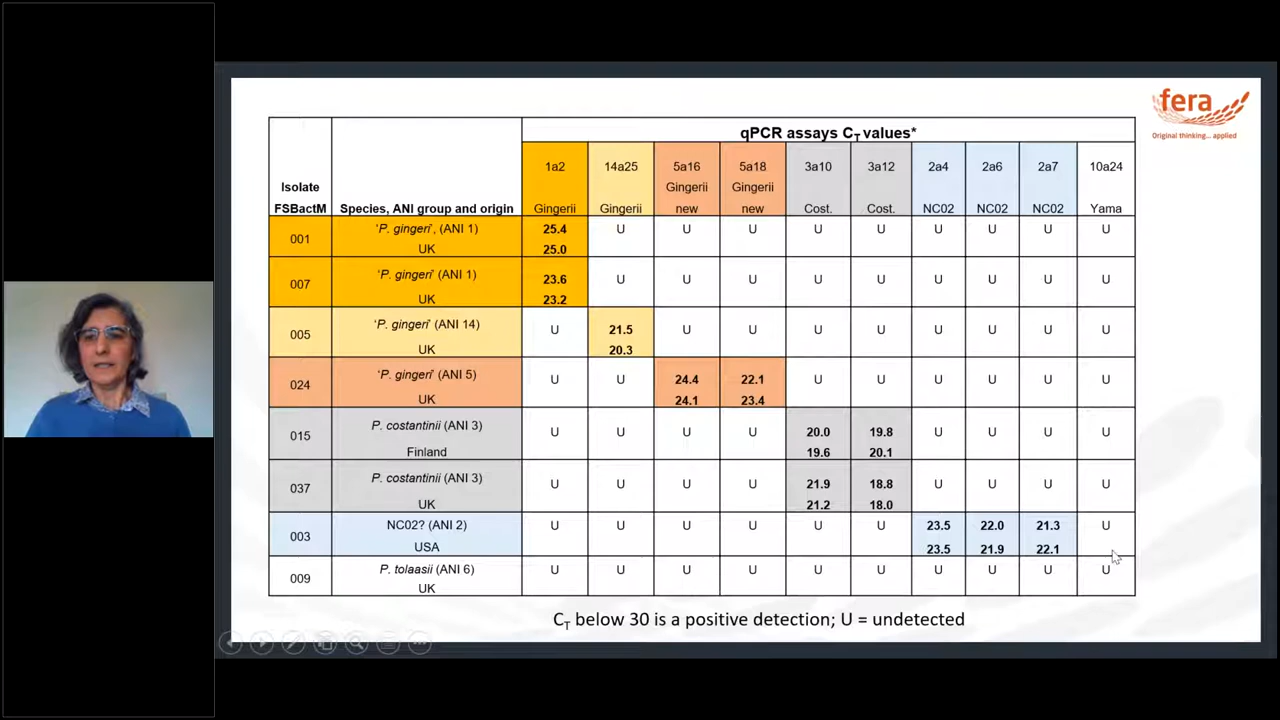 fera
Original thinking... applied
qPCR assays CT values*
Isolate FSBactM Species, ANI group and origin 1a2 Gingerii 14a25 Gingerii 5a16 Gingerii new 5a18 Gingerii new 3a10 Cost. 3a12 Cost. 2a4 NC02 2a6 NC02 2a7 NC02 10a24 Yama
001 ‘P. gingeri’, (ANI 1) UK 25.4 25.0 U U U U U U U U U
007 ‘P. gingeri’ (ANI 1) UK 23.6 23.2 U U U U U U U U U
005 ‘P. gingeri’ (ANI 14) UK U 21.5 20.3 U U U U U U U U
024 ‘P. gingeri’ (ANI 5) UK U U 24.4 24.1 22.1 23.4 U U U U U U
015 P. costantinii (ANI 3) Finland U U U U 20.0 19.6 19.8 20.1 U U U U
037 P. costantinii (ANI 3) UK U U U U 21.9 21.2 18.8 18.0 U U U U
003 NC02? (ANI 2) USA U U U U U U 23.5 23.5 22.0 21.9 21.3 22.1 U
009 P. tolaasii (ANI 6) UK U U U U U U U U U U
CT below 30 is a positive detection; U = undetected